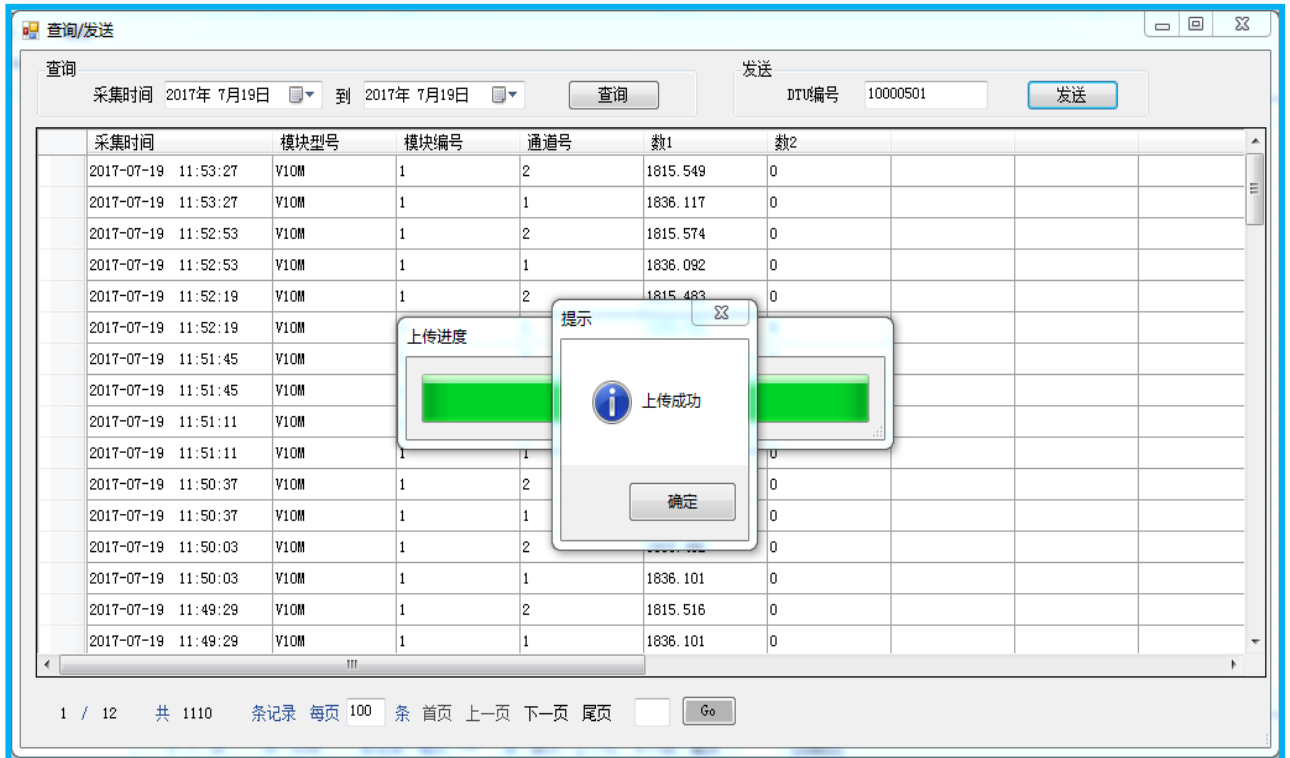 查询/发送
查询 发送
采集时间 2017年 7月19日 到 2017年 7月19日 查询 DTU编号 10000501 发送
采集时间 模块型号 模块编号 通道号 数1 数2
2017-07-19 11:53:27 V10M 1 2 1815.549 0
2017-07-19 11:53:27 V10M 1 1 1836.117 0
2017-07-19 11:52:53 V10M 1 2 1815.574 0
2017-07-19 11:52:53 V10M 1 1 1836.092 0
2017-07-19 11:52:19 V10M 1 2 1815.483 0
2017-07-19 11:52:19 V10M
2017-07-19 11:51:45 V10M
2017-07-19 11:51:45 V10M
2017-07-19 11:51:11 V10M
2017-07-19 11:51:11 V10M 1 1 0
2017-07-19 11:50:37 V10M 1 2 0
2017-07-19 11:50:37 V10M 1 1 0
2017-07-19 11:50:03 V10M 1 2 0
2017-07-19 11:50:03 V10M 1 1 1836.101 0
2017-07-19 11:49:29 V10M 1 2 1815.516 0
2017-07-19 11:49:29 V10M 1 1 1836.101 0
上传进度
提示
上传成功
确定
1 / 12 共 1110 条记录 每页 100 条 首页 上一页 下一页 尾页 Go